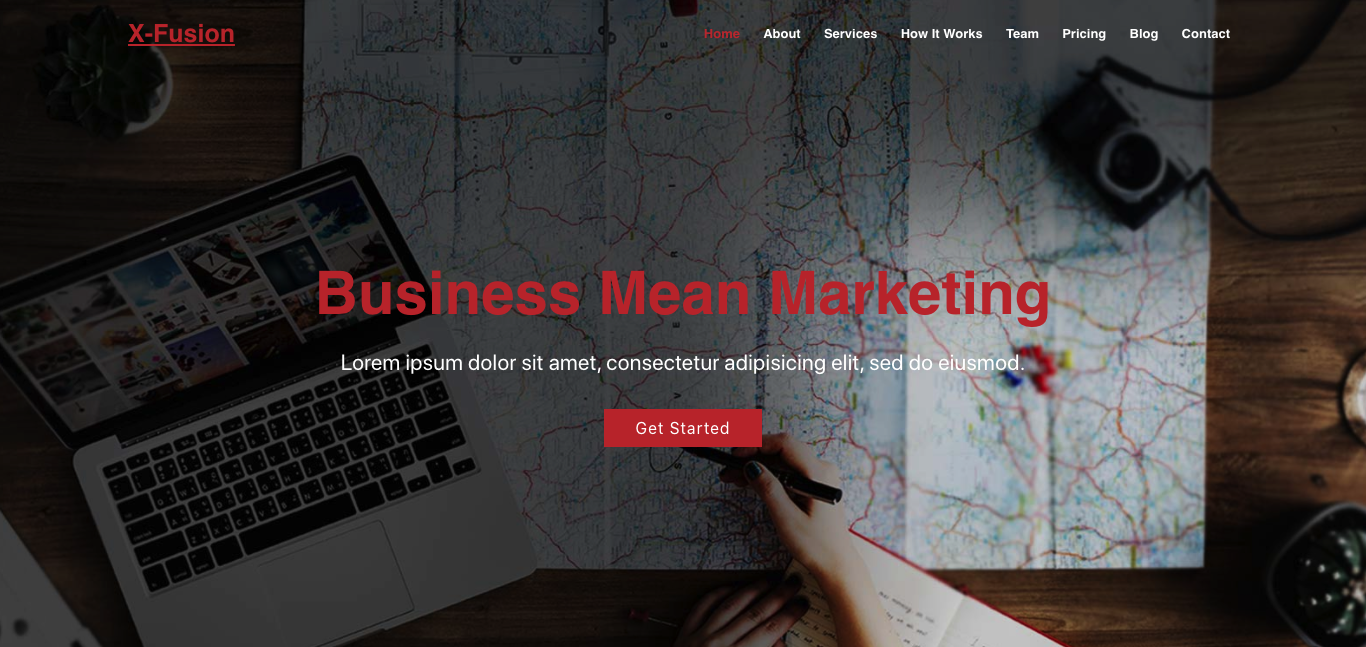 X-Fusion
Home About Services How It Works Team Pricing Blog Contact
Business Mean Marketing
Lorem ipsum dolor sit amet, consectetur adipisicing elit, sed do eiusmod.
Get Started